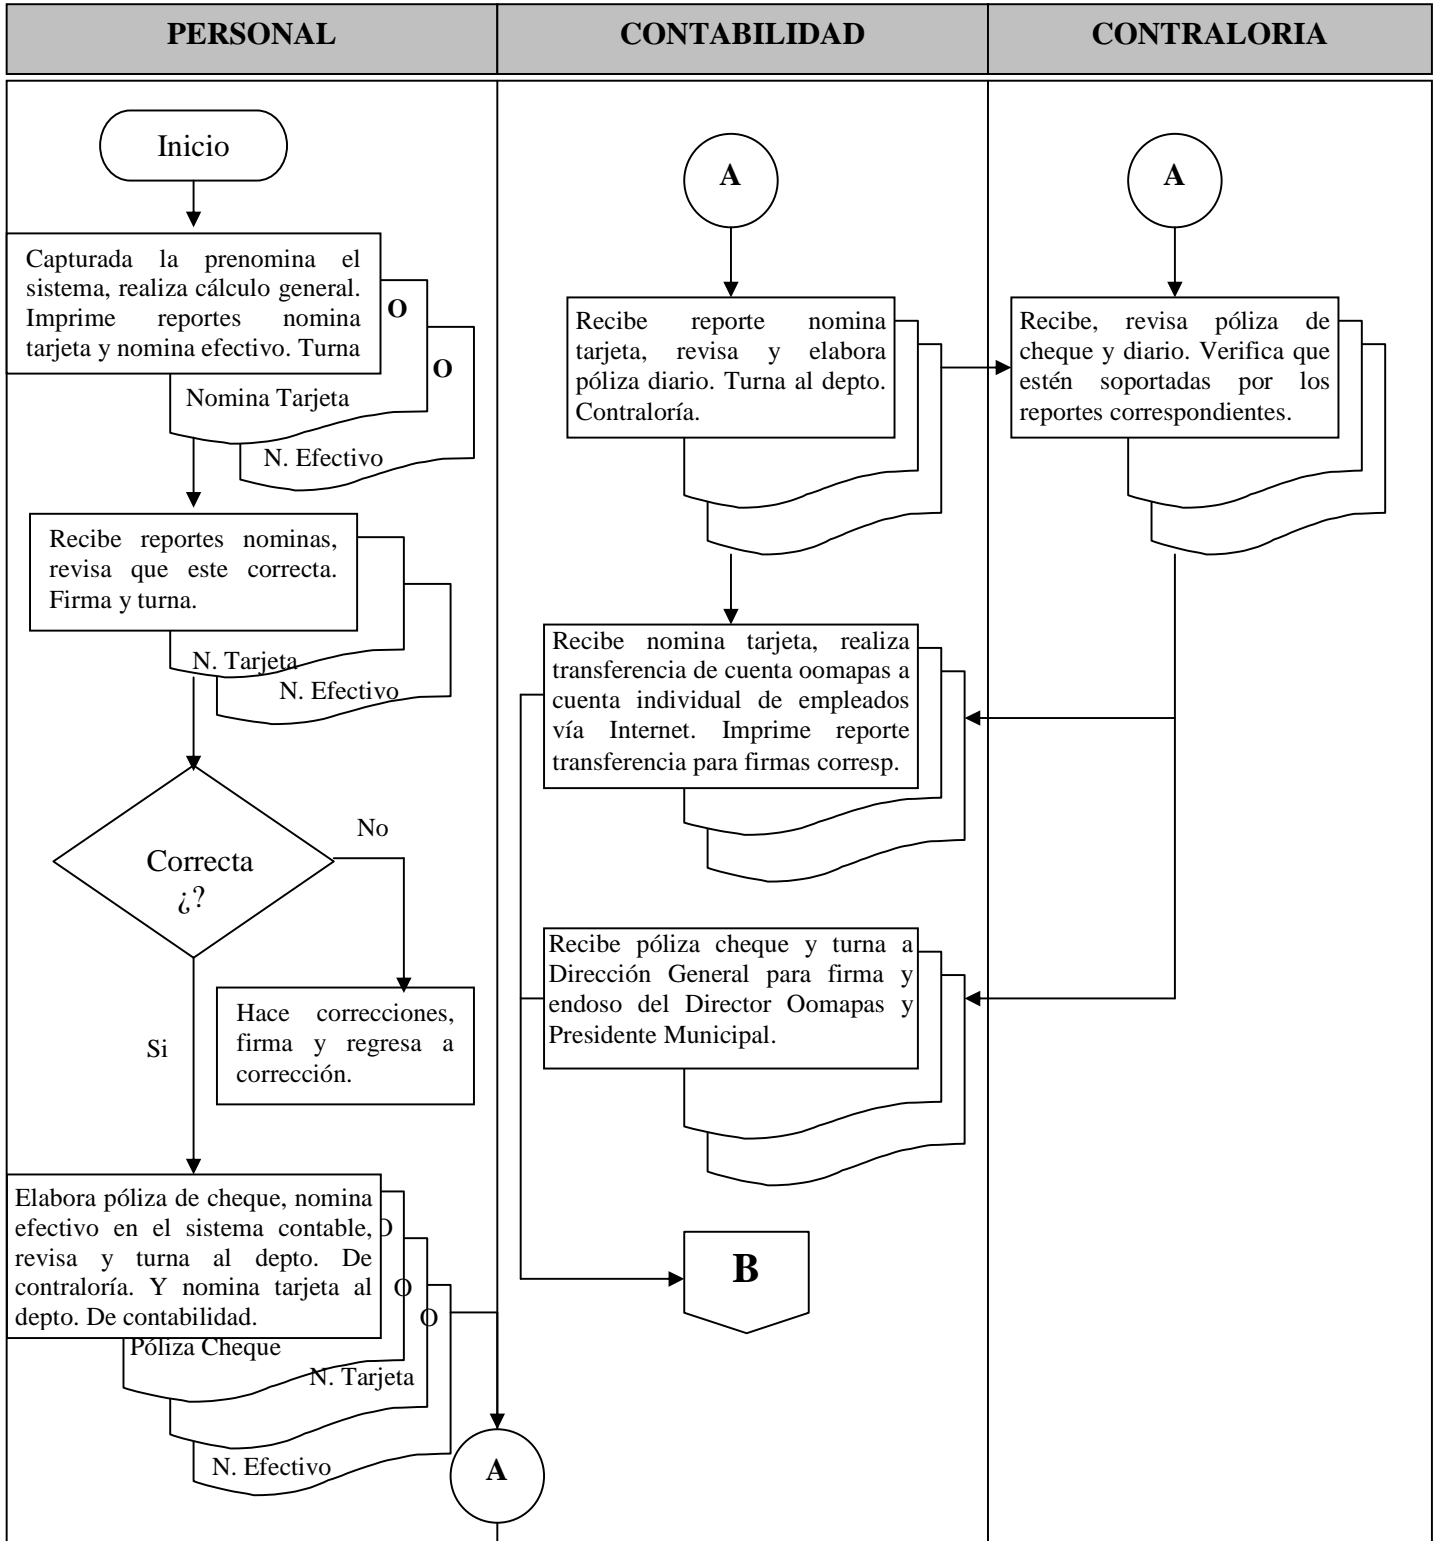 PERSONAL
CONTABILIDAD
CONTRALORIA
Inicio
Capturada la prenomina el
sistema, realiza cálculo general.
Imprime reportes nomina
tarjeta y nomina efectivo. Turna
O
O
Nomina Tarjeta
N. Efectivo
Recibe reportes nominas,
revisa que este correcta.
Firma y turna.
N. Tarjeta
N. Efectivo
Correcta
¿?
No
Si
Hace correcciones,
firma y regresa a
corrección.
Elabora póliza de cheque, nomina
efectivo en el sistema contable,
revisa y turna al depto. De
contraloría. Y nomina tarjeta al
depto. De contabilidad.
O
O
O
Póliza Cheque
N. Tarjeta
N. Efectivo
A
A
Recibe reporte nomina
tarjeta, revisa y elabora
póliza diario. Turna al depto.
Contraloría.
Recibe nomina tarjeta, realiza
transferencia de cuenta oomapas a
cuenta individual de empleados
vía Internet. Imprime reporte
transferencia para firmas corresp.
Recibe póliza cheque y turna a
Dirección General para firma y
endoso del Director Oomapas y
Presidente Municipal.
B
A
Recibe, revisa póliza de
cheque y diario. Verifica que
estén soportadas por los
reportes correspondientes.